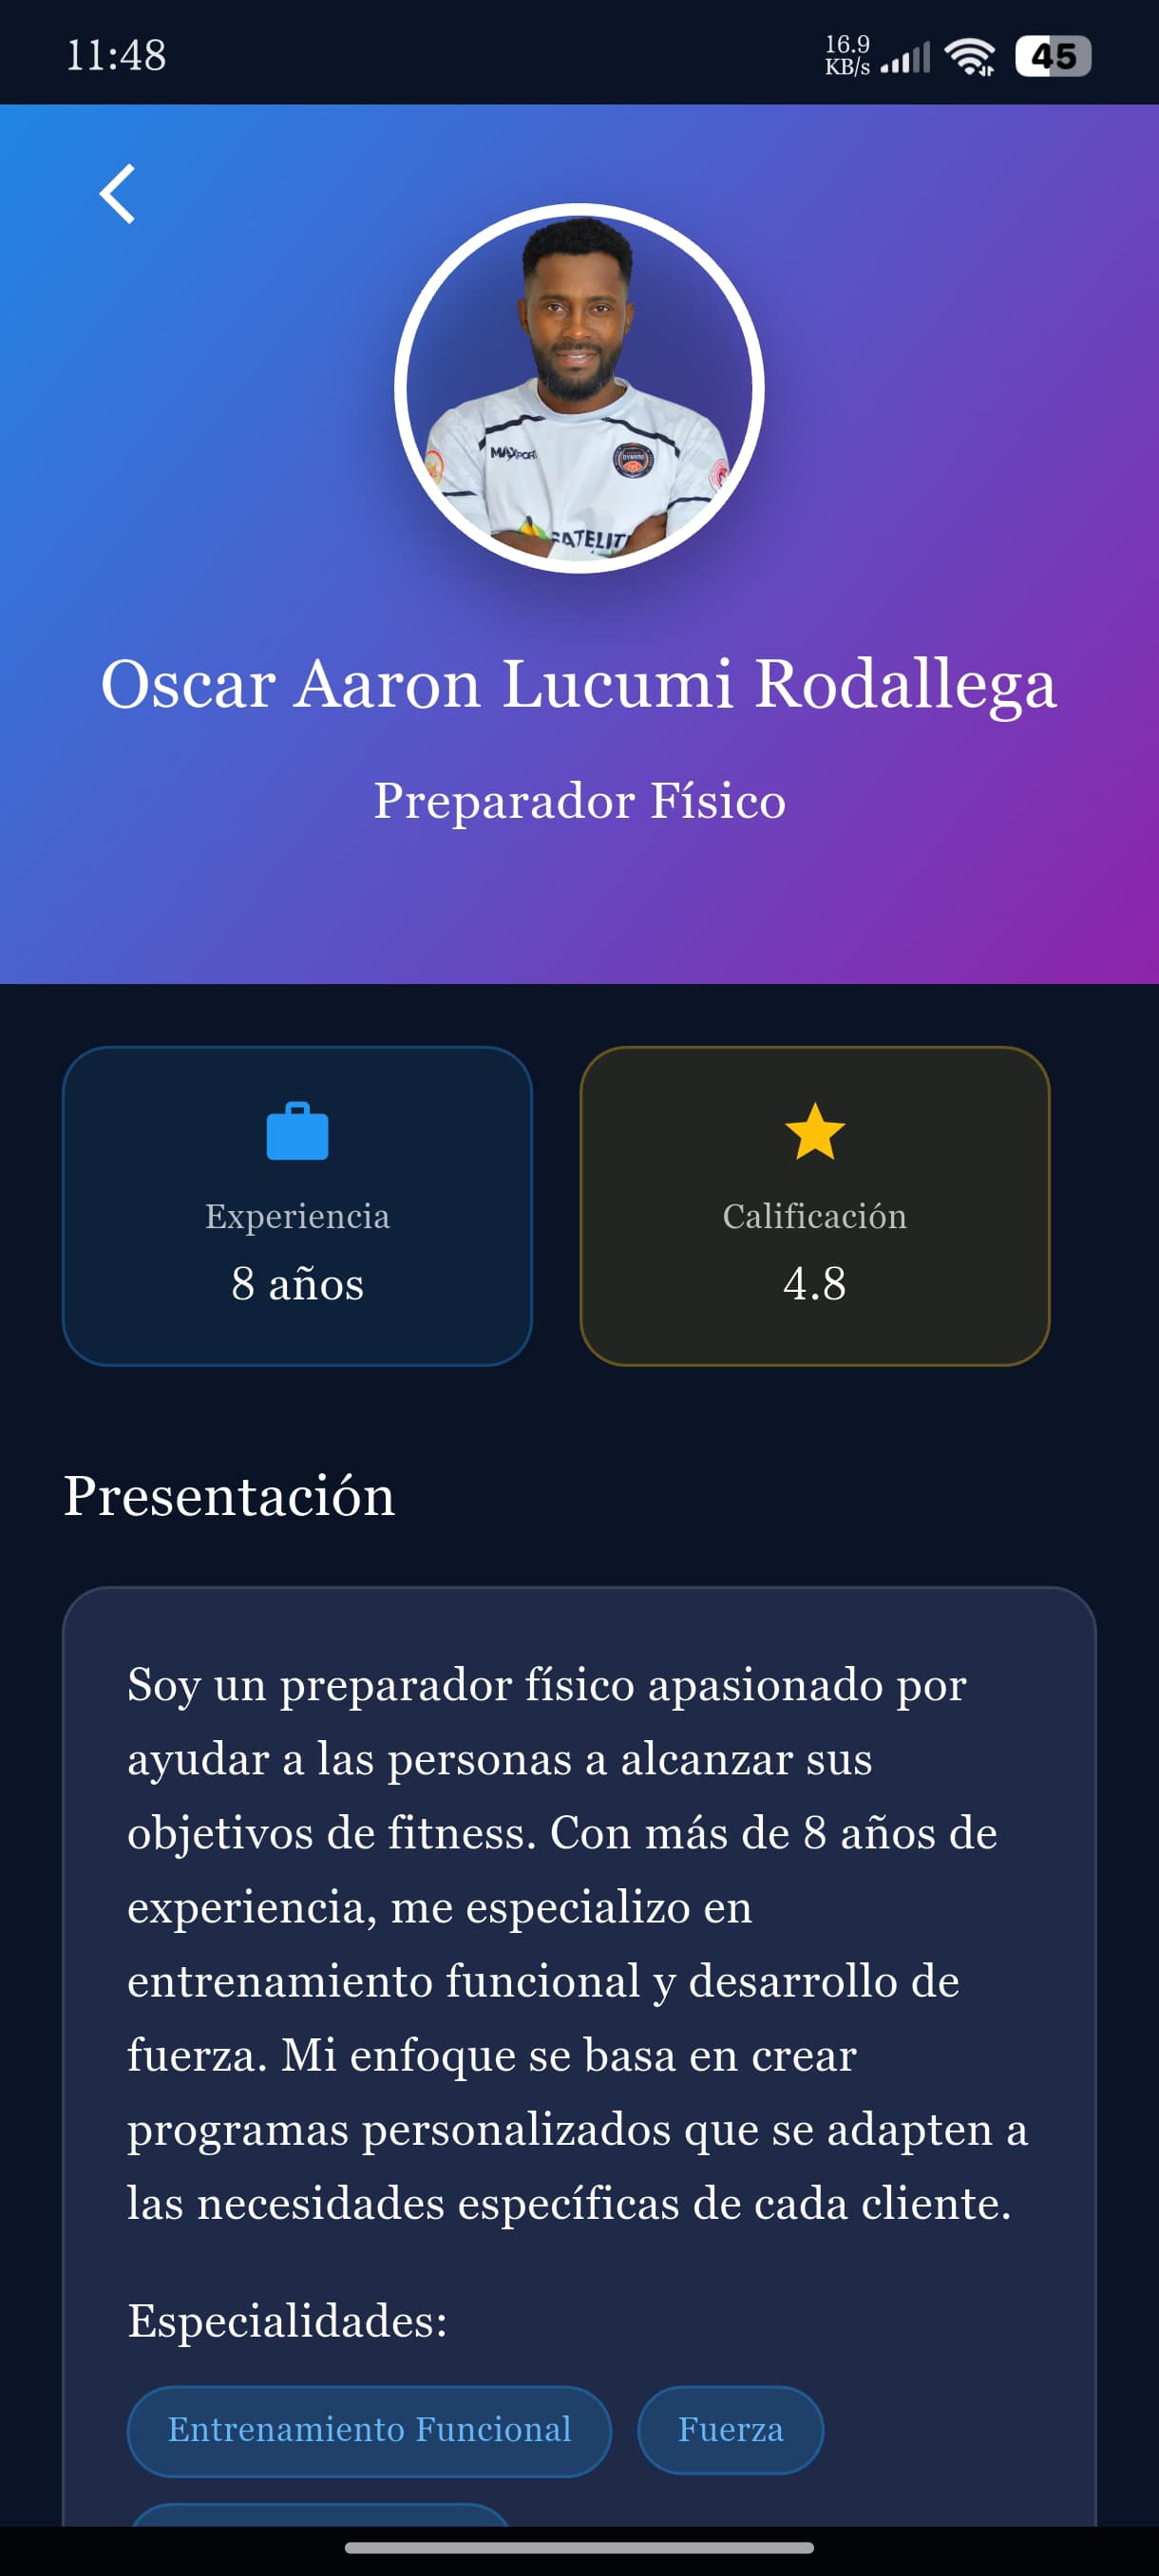 11:48
16.9
KB/s
45
MAXPORT
DYNAMO
SATELIT
Oscar Aaron Lucumi Rodallega
Preparador Físico
Experiencia
8 años
Calificación
4.8
Presentación
Soy un preparador físico apasionado por
ayudar a las personas a alcanzar sus
objetivos de fitness. Con más de 8 años de
experiencia, me especializo en
entrenamiento funcional y desarrollo de
fuerza. Mi enfoque se basa en crear
programas personalizados que se adapten a
las necesidades específicas de cada cliente.
Especialidades:
Entrenamiento Funcional
Fuerza